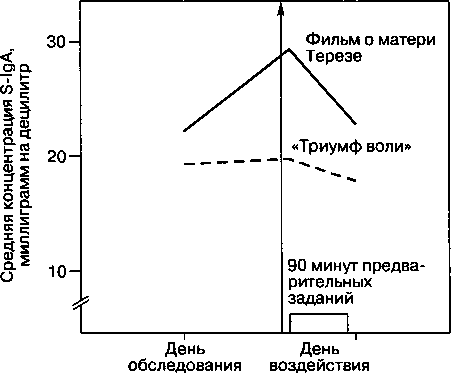 Средняя концентрация S-IgA,
миллиграмм на децилитр
30
20
10
Фильм о матери
Терезе
«Триумф воли»
90 минут предва-
рительных
заданий
День
обследования
День
воздействия